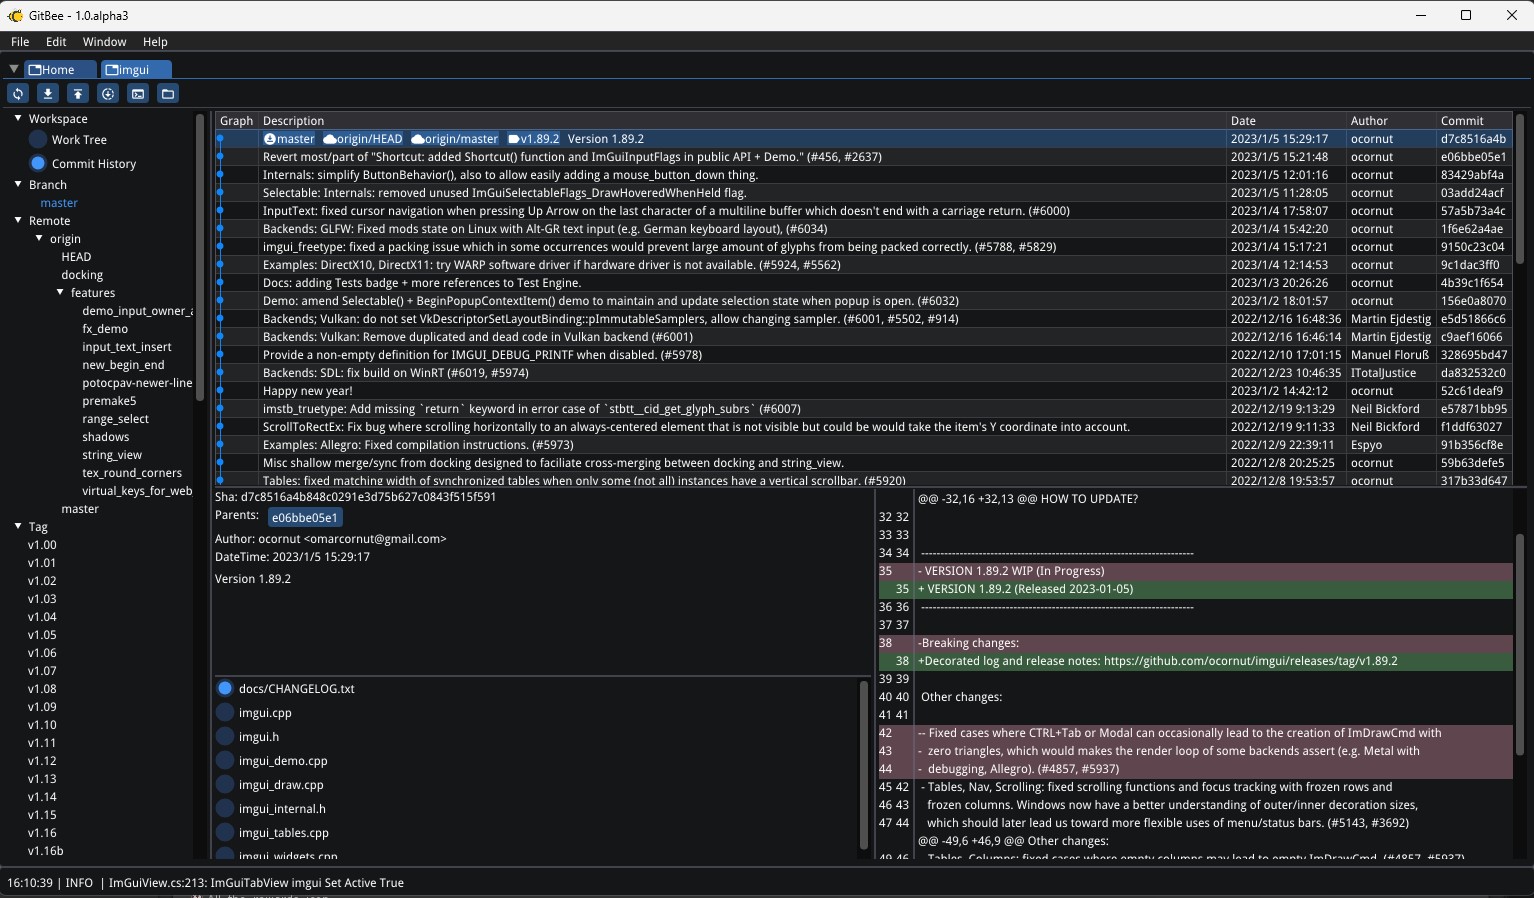 GitBee - 1.0.alpha3
File Edit Window Help
Home imgui
Workspace
Work Tree
Commit History
Branch
master
Remote
origin
HEAD
docking
features
demo_input_owner_a
fx_demo
input_text_insert
new_begin_end
potocpav-newer-line
premake5
range_select
shadows
string_view
tex_round_corners
virtual_keys_for_web
master
Tag
v1.00
v1.01
v1.02
v1.03
v1.04
v1.05
v1.06
v1.07
v1.08
v1.09
v1.10
v1.11
v1.12
v1.13
v1.14
v1.15
v1.16
v1.16b
Graph Description Date Author Commit
master origin/HEAD origin/master v1.89.2 Version 1.89.2 2023/1/5 15:29:17 ocornut d7c8516a4b
Revert most/part of "Shortcut: added Shortcut() function and ImGuiInputFlags in public API + Demo." (#456, #2637) 2023/1/5 15:21:48 ocornut e06bbe05e1
Internals: simplify ButtonBehavior(), also to allow easily adding a mouse_button_down thing. 2023/1/5 12:01:16 ocornut 83429abf4a
Selectable: Internals: removed unused ImGuiSelectableFlags_DrawHoveredWhenHeld flag. 2023/1/5 11:28:05 ocornut 03add24acf
InputText: fixed cursor navigation when pressing Up Arrow on the last character of a multiline buffer which doesn't end with a carriage return. (#6000) 2023/1/4 17:58:07 ocornut 57a5b73a4c
Backends: GLFW: Fixed mods state on Linux with Alt-GR text input (e.g. German keyboard layout), (#6034) 2023/1/4 15:42:20 ocornut 1f6e62a4ae
imgui_freetype: fixed a packing issue which in some occurrences would prevent large amount of glyphs from being packed correctly. (#5788, #5829) 2023/1/4 15:17:21 ocornut 9150c23c04
Examples: DirectX10, DirectX11: try WARP software driver if hardware driver is not available. (#5924, #5562) 2023/1/4 12:14:53 ocornut 9c1dac3ff0
Docs: adding Tests badge + more references to Test Engine. 2023/1/3 20:26:26 ocornut 4b39c1f654
Demo: amend Selectable() + BeginPopupContextItem() demo to maintain and update selection state when popup is open. (#6032) 2023/1/2 18:01:57 ocornut 156e0a8070
Backends; Vulkan: do not set VkDescriptorSetLayoutBinding::pImmutableSamplers, allow changing sampler. (#6001, #5502, #914) 2022/12/16 16:48:36 Martin Ejdestig e5d51866c6
Backends: Vulkan: Remove duplicated and dead code in Vulkan backend (#6001) 2022/12/16 16:46:14 Martin Ejdestig c9aef16066
Provide a non-empty definition for IMGUI_DEBUG_PRINTF when disabled. (#5978) 2022/12/10 17:01:15 Manuel Floruß 328695bd47
Backends: SDL: fix build on WinRT (#6019, #5974) 2022/12/23 10:46:35 ITotalJustice da832532c0
Happy new year! 2023/1/2 14:42:12 ocornut 52c61deaf9
imstb_truetype: Add missing `return` keyword in error case of `stbtt__cid_get_glyph_subrs` (#6007) 2022/12/19 9:13:29 Neil Bickford e57871bb95
ScrollToRectEx: Fix bug where scrolling horizontally to an always-centered element that is not visible but could be would take the item's Y coordinate into account. 2022/12/19 9:11:33 Neil Bickford f1ddf63027
Examples: Allegro: Fixed compilation instructions. (#5973) 2022/12/9 22:39:11 Espyo 91b356cf8e
Misc shallow merge/sync from docking designed to faciliate cross-merging between docking and string_view. 2022/12/8 20:25:25 ocornut 59b63defe5
Tables: fixed matching width of synchronized tables when only some (not all) instances have a vertical scrollbar. (#5920) 2022/12/8 19:53:57 ocornut 317b33d647
Sha: d7c8516a4b848c0291e3d75b627c0843f515f591
Parents: e06bbe05e1
Author: ocornut <omarcornut@gmail.com>
DateTime: 2023/1/5 15:29:17
Version 1.89.2
docs/CHANGELOG.txt
imgui.cpp
imgui.h
imgui_demo.cpp
imgui_draw.cpp
imgui_internal.h
imgui_tables.cpp
imgui_widgets.cpp
@@ -32,16 +32,13 @@ HOW TO UPDATE?
32 32
33 33
34 34 -----------------------------------------------------------------------
35 - VERSION 1.89.2 WIP (In Progress)
35 + VERSION 1.89.2 (Released 2023-01-05)
36 36 -----------------------------------------------------------------------
37 37
38 -Breaking changes:
38 +Decorated log and release notes: https://github.com/ocornut/imgui/releases/tag/v1.89.2
39 39
40 40 Other changes:
41 41
42 -- Fixed cases where CTRL+Tab or Modal can occasionally lead to the creation of ImDrawCmd with
43 - zero triangles, which would makes the render loop of some backends assert (e.g. Metal with
44 - debugging, Allegro). (#4857, #5937)
45 42 - Tables, Nav, Scrolling: fixed scrolling functions and focus tracking with frozen rows and
46 43 frozen columns. Windows now have a better understanding of outer/inner decoration sizes,
47 44 which should later lead us toward more flexible uses of menu/status bars. (#5143, #3692)
@@ -49,6 +46,9 @@ Other changes:
49 46 - Tables, Columns: fixed cases where empty columns may lead to empty ImDrawCmd. (#4857, #5937)
16:10:39 | INFO | ImGuiView.cs:213: ImGuiTabView imgui Set Active True